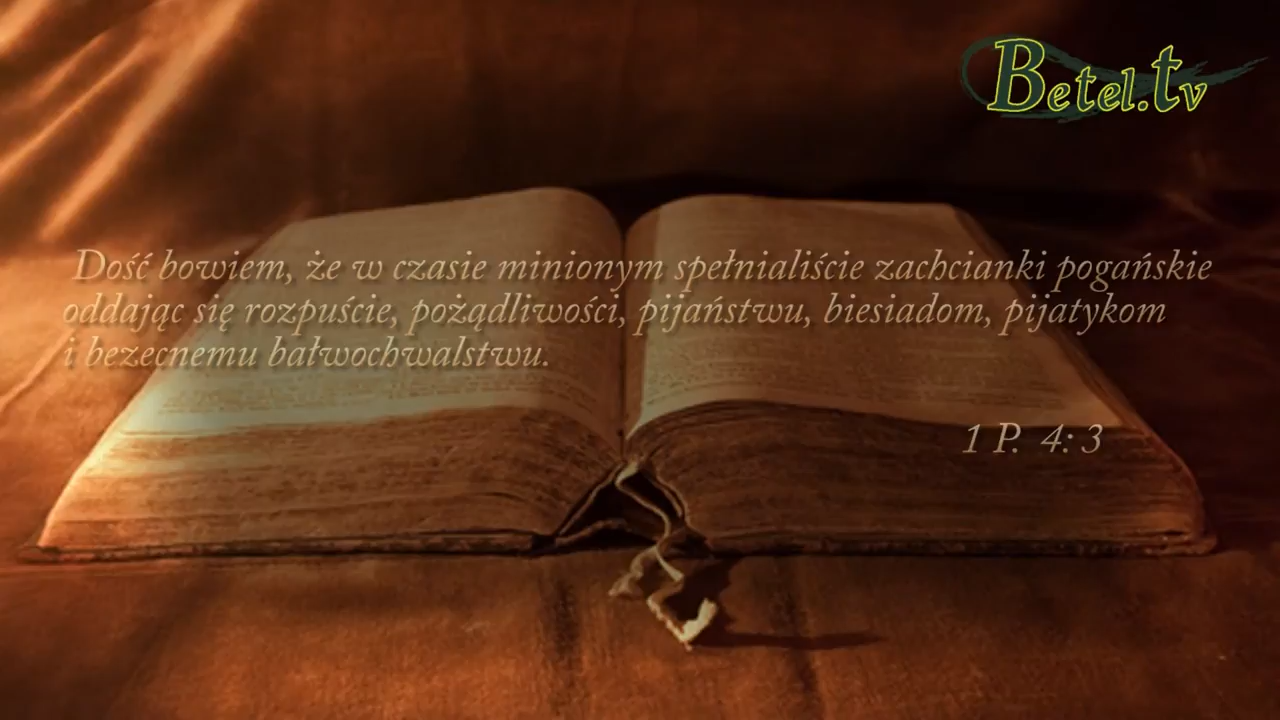 Betel.tv
Dość bowiem, że w czasie minionym spełnialiście zachcianki pogańskie
oddając się rozpuście, pożądliwości, pijaństwu, biesiadom, pijatykom
i bezecnemu bałwochwalstwu.
1 P. 4: 3